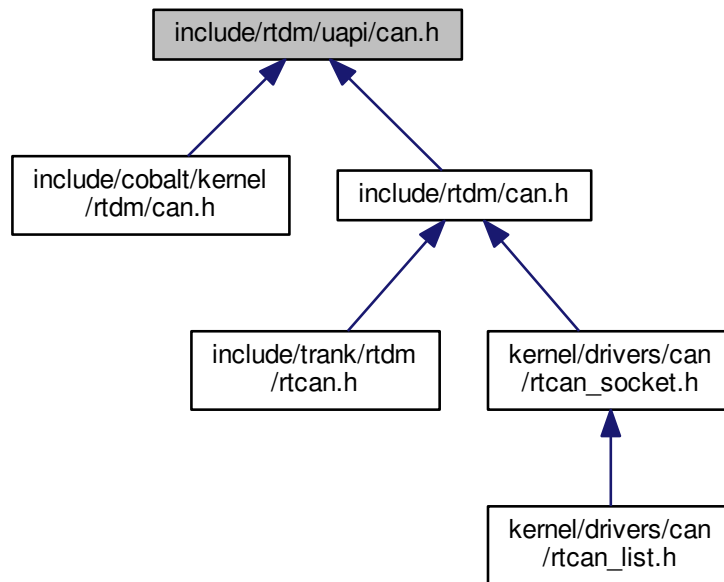 include/rtdm/uapi/can.h
include/cobalt/kernel
/rtdm/can.h
include/rtdm/can.h
include/trank/rtdm
/rtcan.h
kernel/drivers/can
/rtcan_socket.h
kernel/drivers/can
/rtcan_list.h